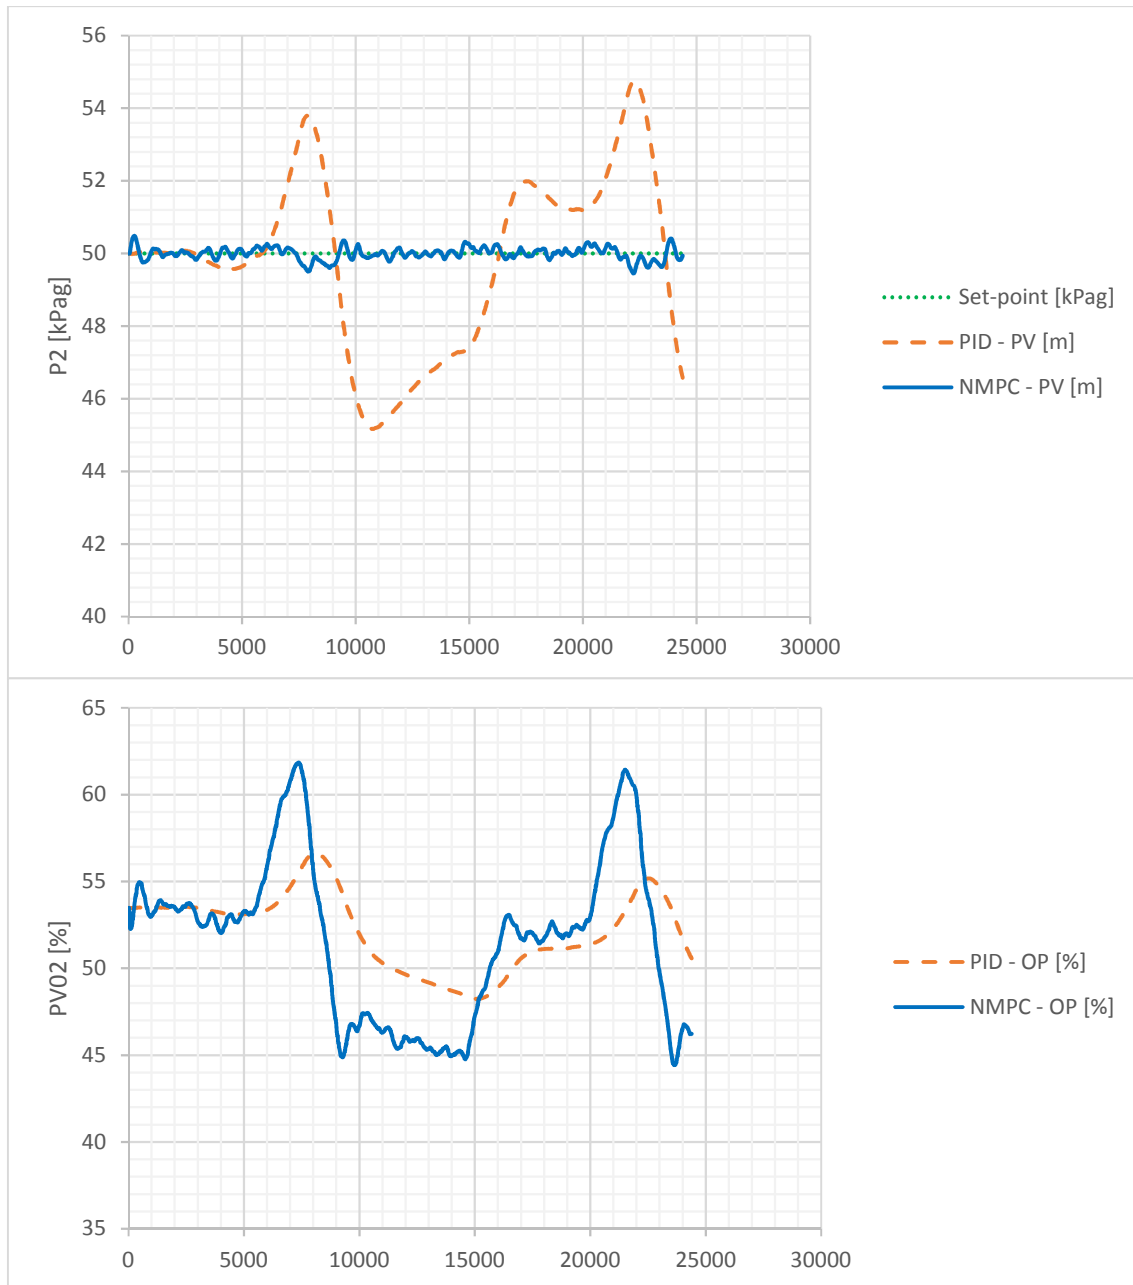 56
54
52
50
48
46
44
42
40
P2 [kPag]
0 5000 10000 15000 20000 25000 30000
Set-point [kPag]
PID - PV [m]
NMPC - PV [m]
65
60
55
50
45
40
35
PV02 [%]
0 5000 10000 15000 20000 25000 30000
PID - OP [%]
NMPC - OP [%]